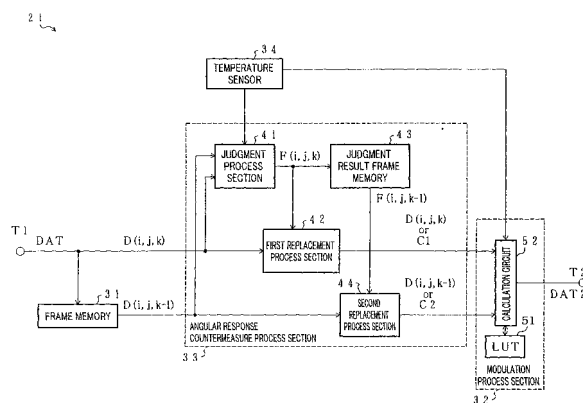 21
34
TEMPERATURE
SENSOR
41
43
JUDGMENT
PROCESS
SECTION
F(i,j,k)
JUDGMENT
RESULT FRAME
MEMORY
F(i,j,k-1)
42
T1
DAT
D(i,j,k)
FIRST REPLACEMENT
PROCESS SECTION
D(i,j,k)
or
C1
52
CALCULATION CIRCUIT
T2
DAT2
31
44
FRAME MEMORY
D(i,j,k-1)
SECOND
REPLACEMENT
PROCESS SECTION
D(i,j,k-1)
or
C2
51
LUT
ANGULAR RESPONSE
COUNTERMEASURE PROCESS SECTION
33
MODULATION
PROCESS SECTION
32